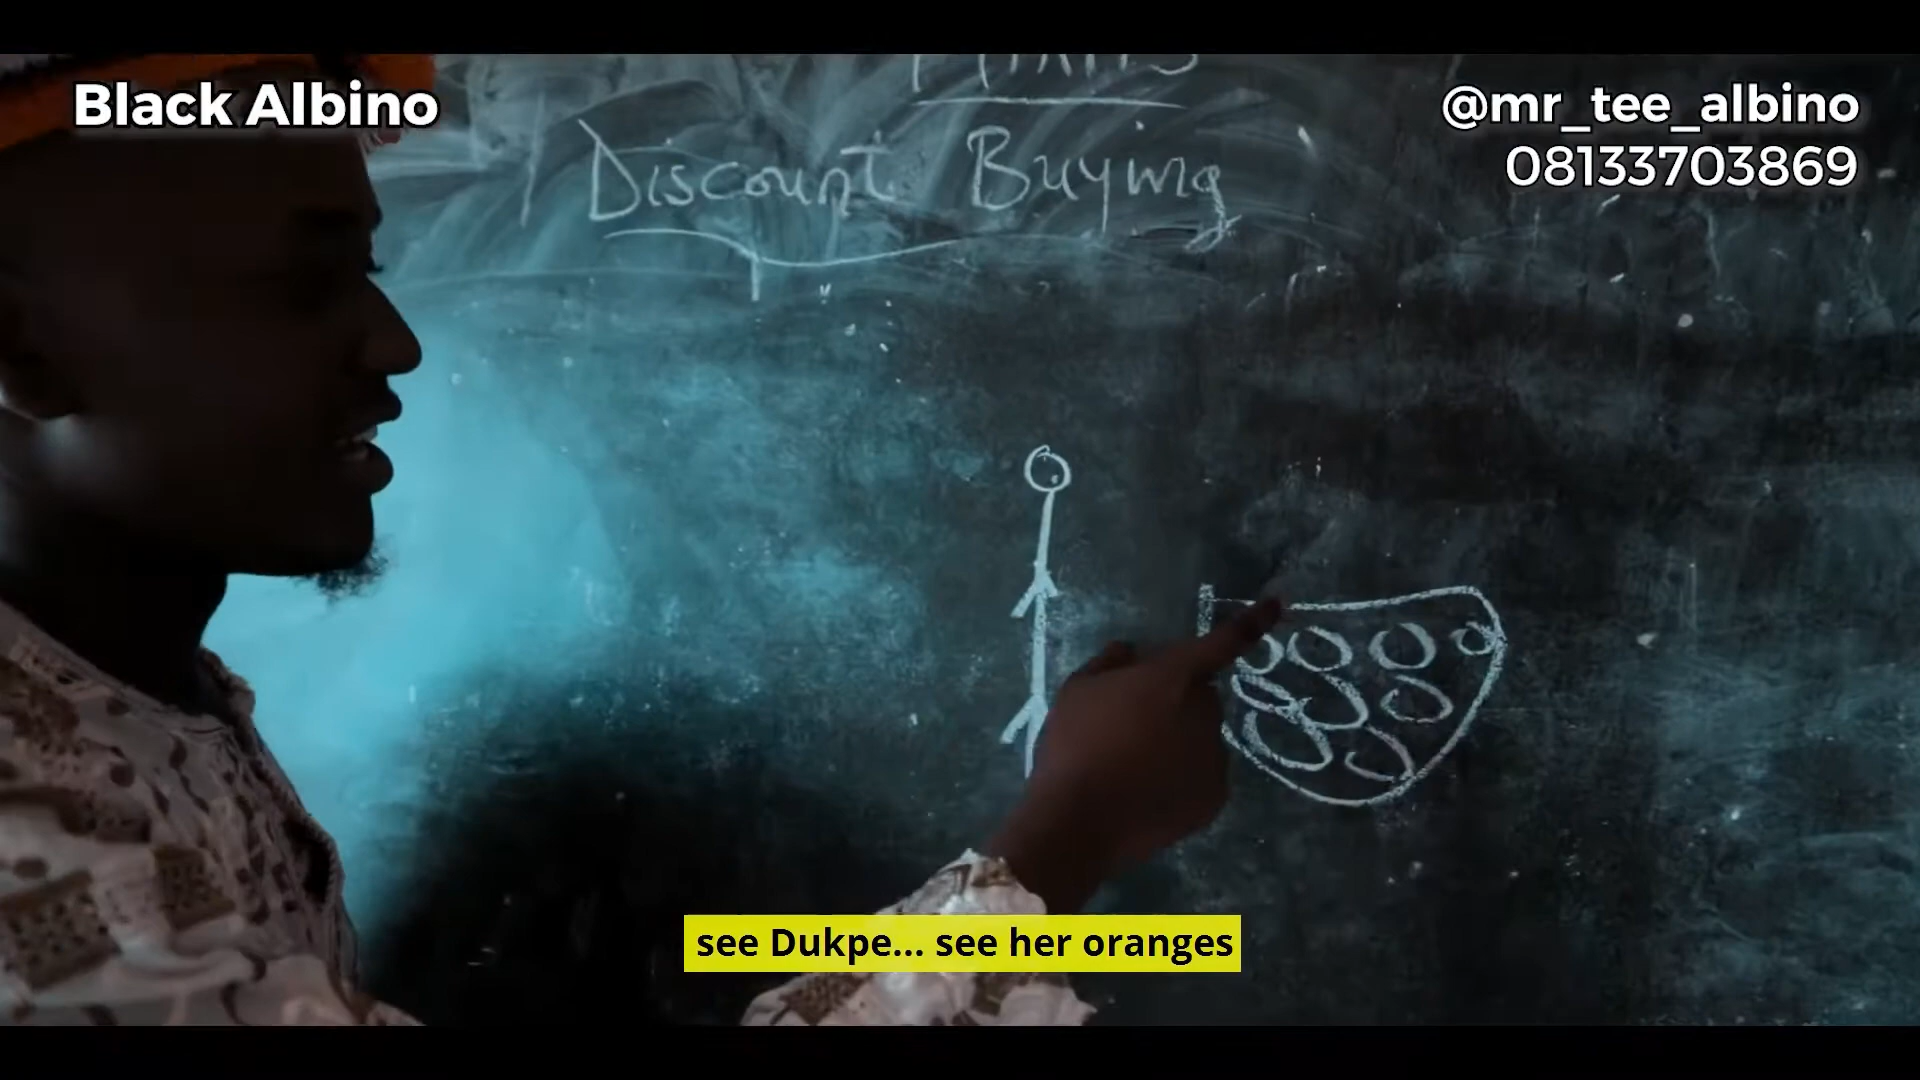 Black Albino
@mr_tee_albino
08133703869
Discount Buying
see Dukpe... see her oranges